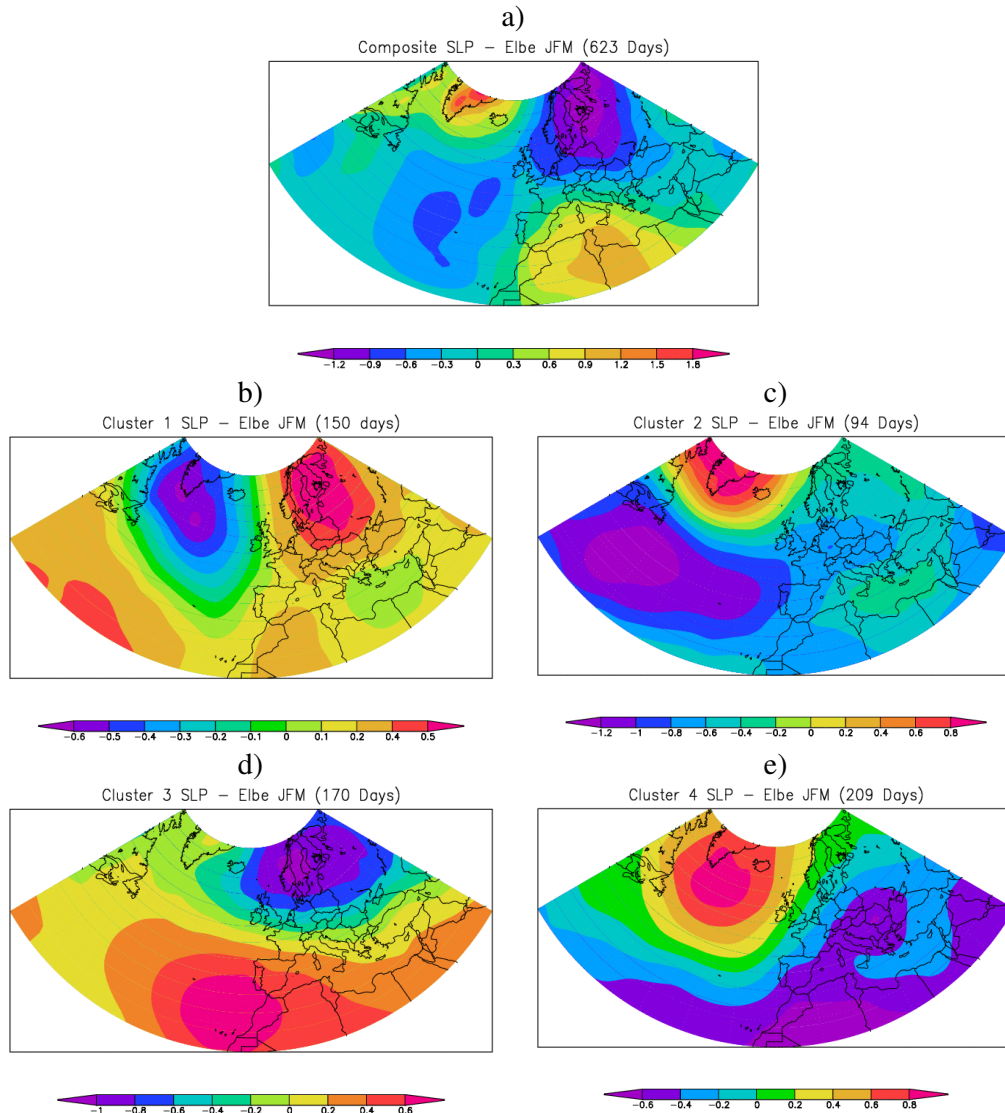 a)
Composite SLP – Elbe JFM (623 Days)
-1.2 -0.9 -0.6 -0.3 0 0.3 0.6 0.9 1.2 1.5 1.8
b)
Cluster 1 SLP – Elbe JFM (150 days)
-0.6 -0.5 -0.4 -0.3 -0.2 -0.1 0 0.1 0.2 0.4 0.5
c)
Cluster 2 SLP – Elbe JFM (94 Days)
-1.2 -1 -0.8 -0.6 -0.4 -0.2 0 0.2 0.4 0.6 0.8
d)
Cluster 3 SLP – Elbe JFM (170 Days)
-1 -0.8 -0.6 -0.4 -0.2 0 0.2 0.4 0.6
e)
Cluster 4 SLP – Elbe JFM (209 Days)
-0.6 -0.4 -0.2 0 0.2 0.4 0.6 0.8